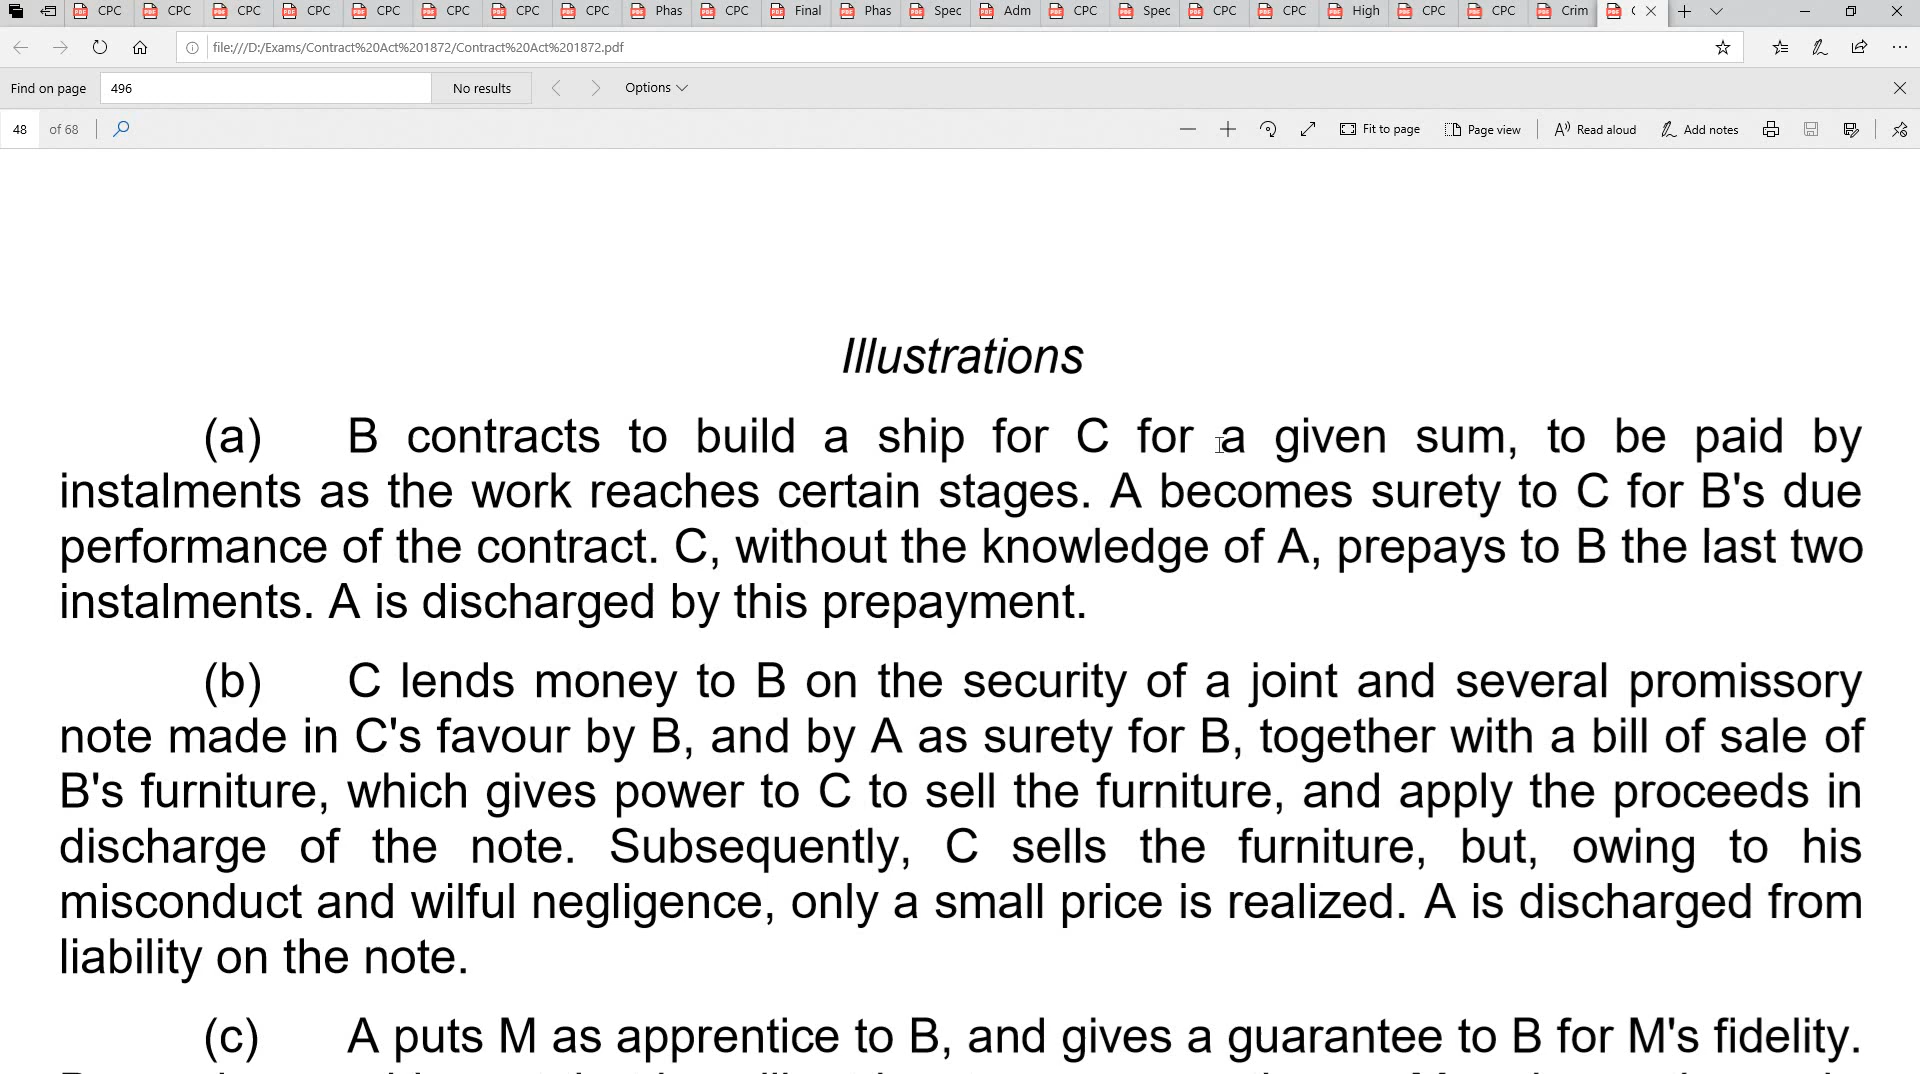 CPC CPC CPC CPC CPC CPC CPC CPC Phas CPC Final Phas Spec Adm CPC Spec CPC CPC High CPC CPC Crim
file:///D:/Exams/Contract%20Act%201872/Contract%20Act%201872.pdf
Find on page 496 No results Options
48 of 68 Fit to page Page view Read aloud Add notes
Illustrations
(a) B contracts to build a ship for C for a given sum, to be paid by
instalments as the work reaches certain stages. A becomes surety to C for B's due
performance of the contract. C, without the knowledge of A, prepays to B the last two
instalments. A is discharged by this prepayment.
(b) C lends money to B on the security of a joint and several promissory
note made in C's favour by B, and by A as surety for B, together with a bill of sale of
B's furniture, which gives power to C to sell the furniture, and apply the proceeds in
discharge of the note. Subsequently, C sells the furniture, but, owing to his
misconduct and wilful negligence, only a small price is realized. A is discharged from
liability on the note.
(c) A puts M as apprentice to B, and gives a guarantee to B for M's fidelity.